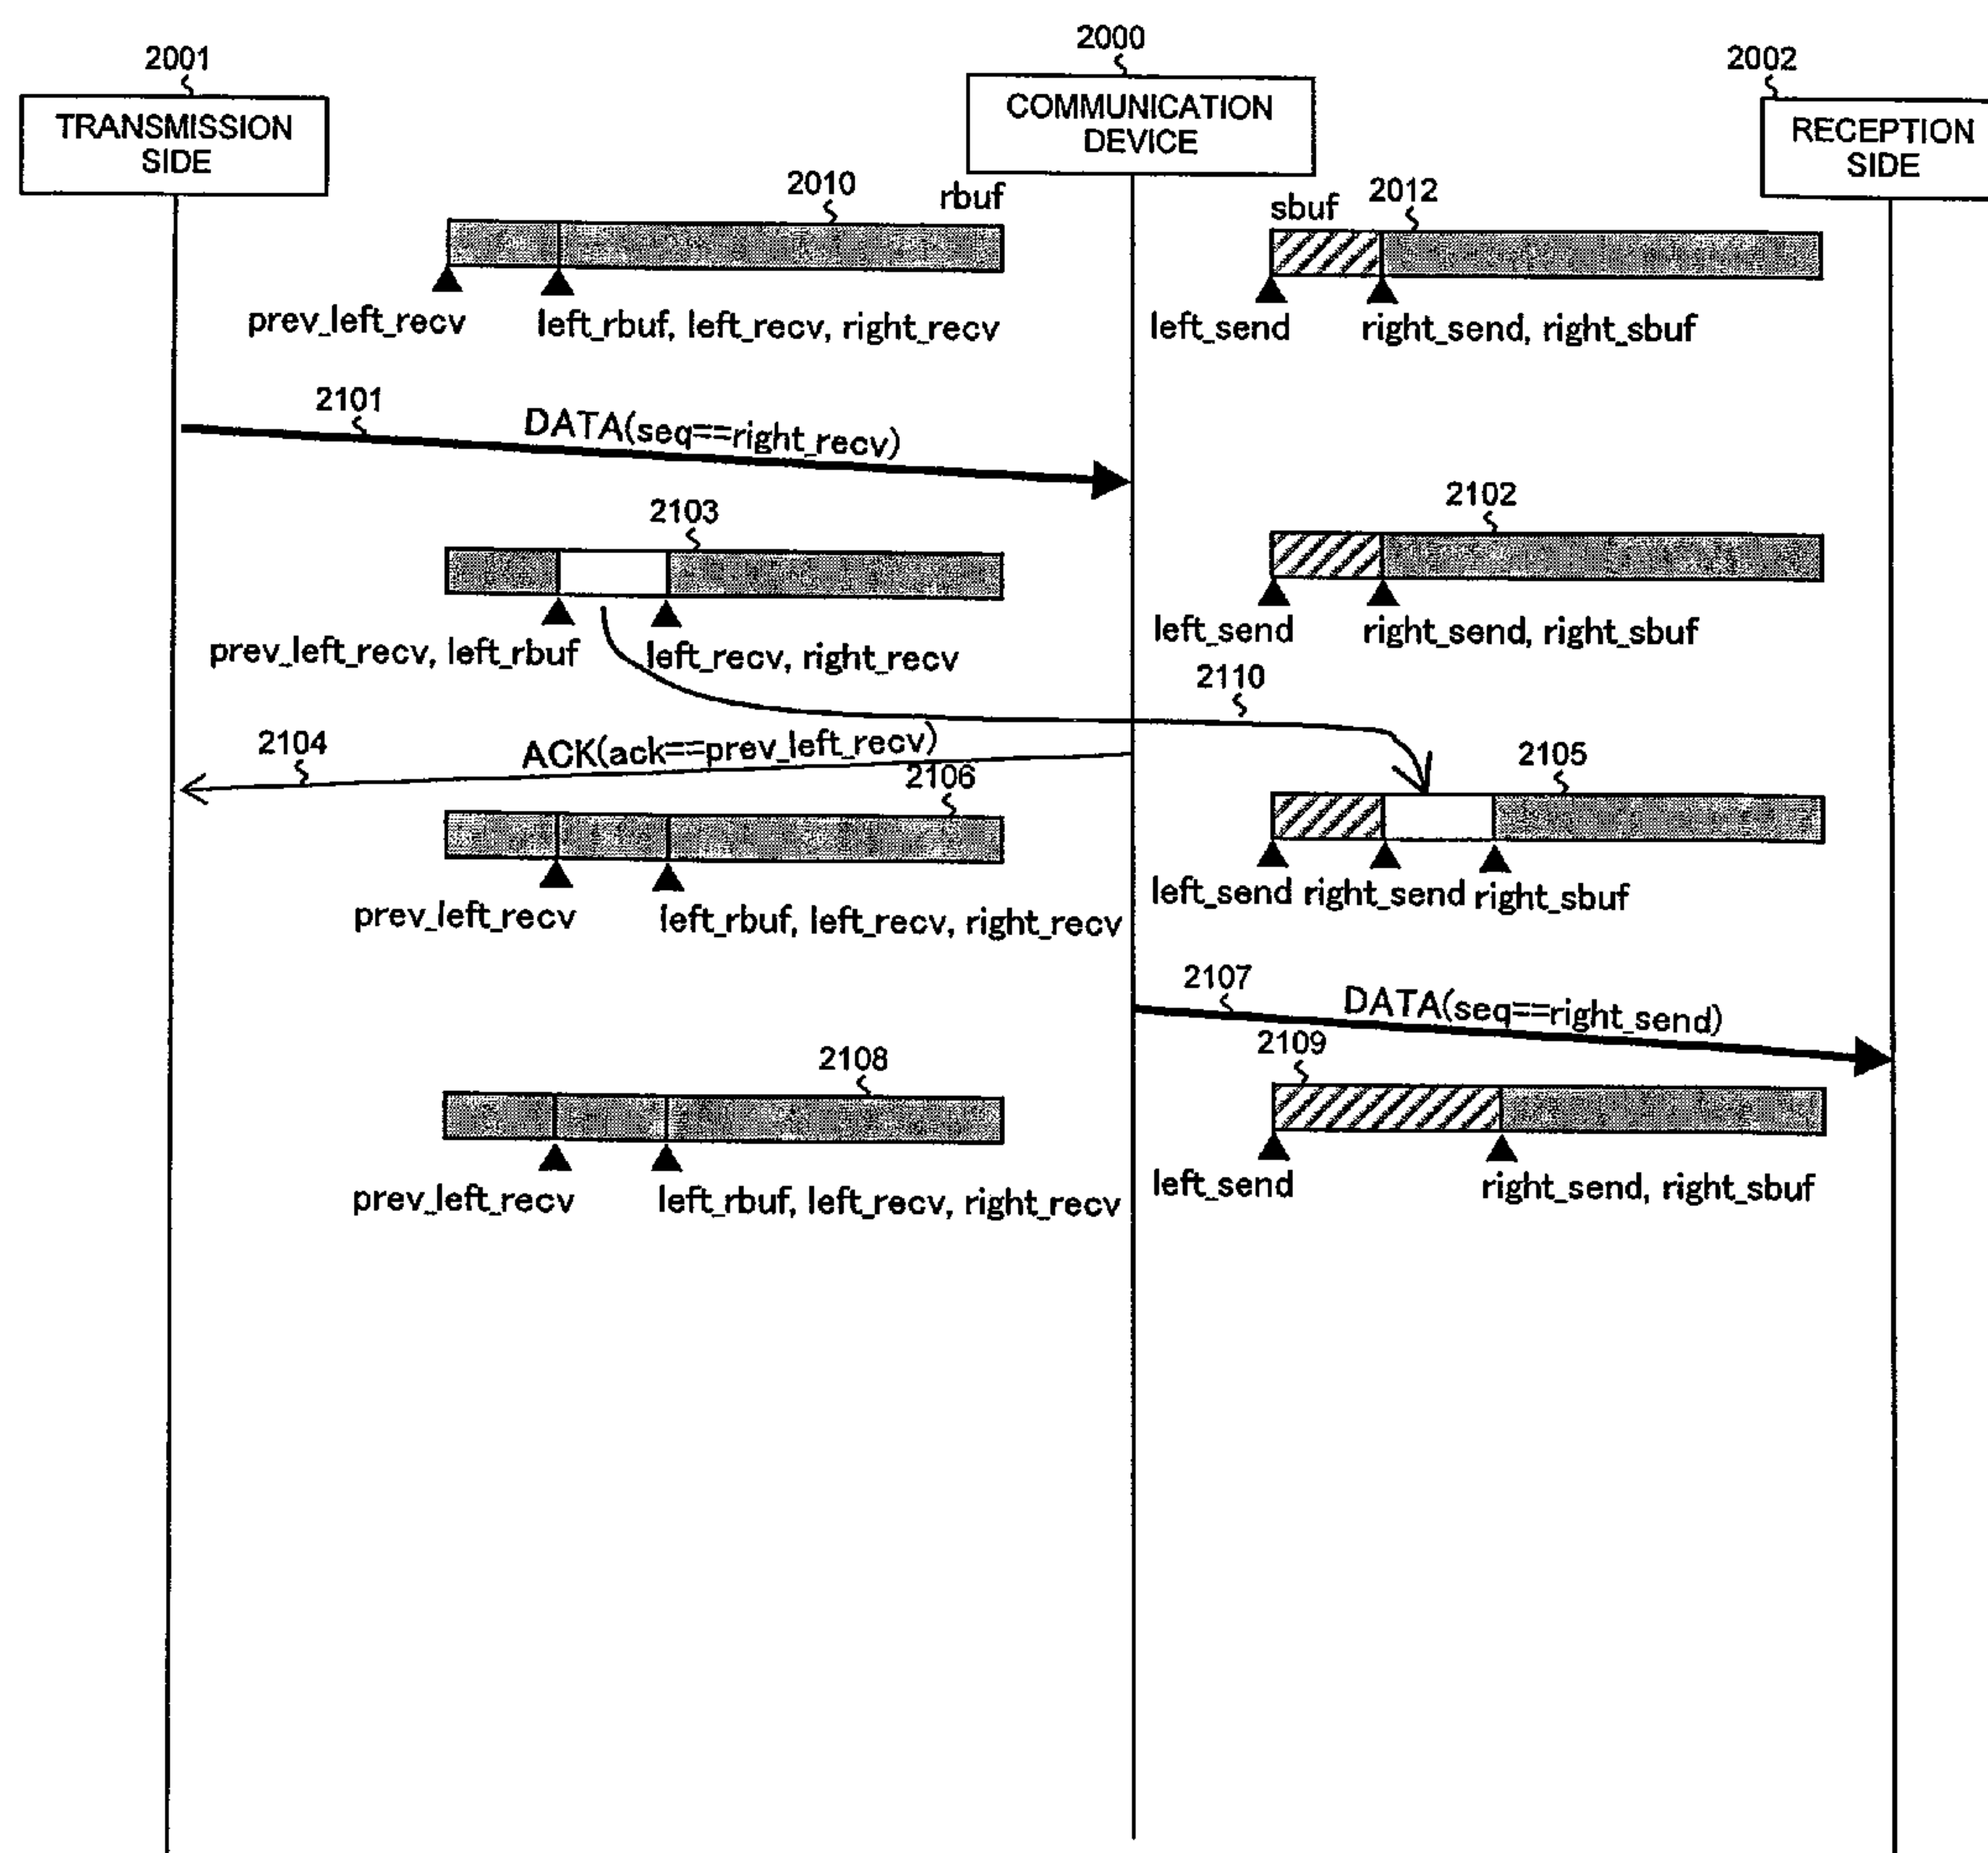 2001
2000
2002
TRANSMISSION
SIDE
COMMUNICATION
DEVICE
RECEPTION
SIDE
2010
rbuf
sbuf
2012
prev_left_recv
left_rbuf, left_recv, right_recv
left_send
right_send, right_sbuf
2101
DATA(seq==right_recv)
2103
2102
prev_left_recv, left_rbuf
left_recv, right_recv
left_send
right_send, right_sbuf
2110
2104
ACK(ack==prev_left_recv)
2106
2105
prev_left_recv
left_rbuf, left_recv, right_recv
left_send
right_send
right_sbuf
2107
DATA(seq==right_send)
2108
2109
prev_left_recv
left_rbuf, left_recv, right_recv
left_send
right_send, right_sbuf